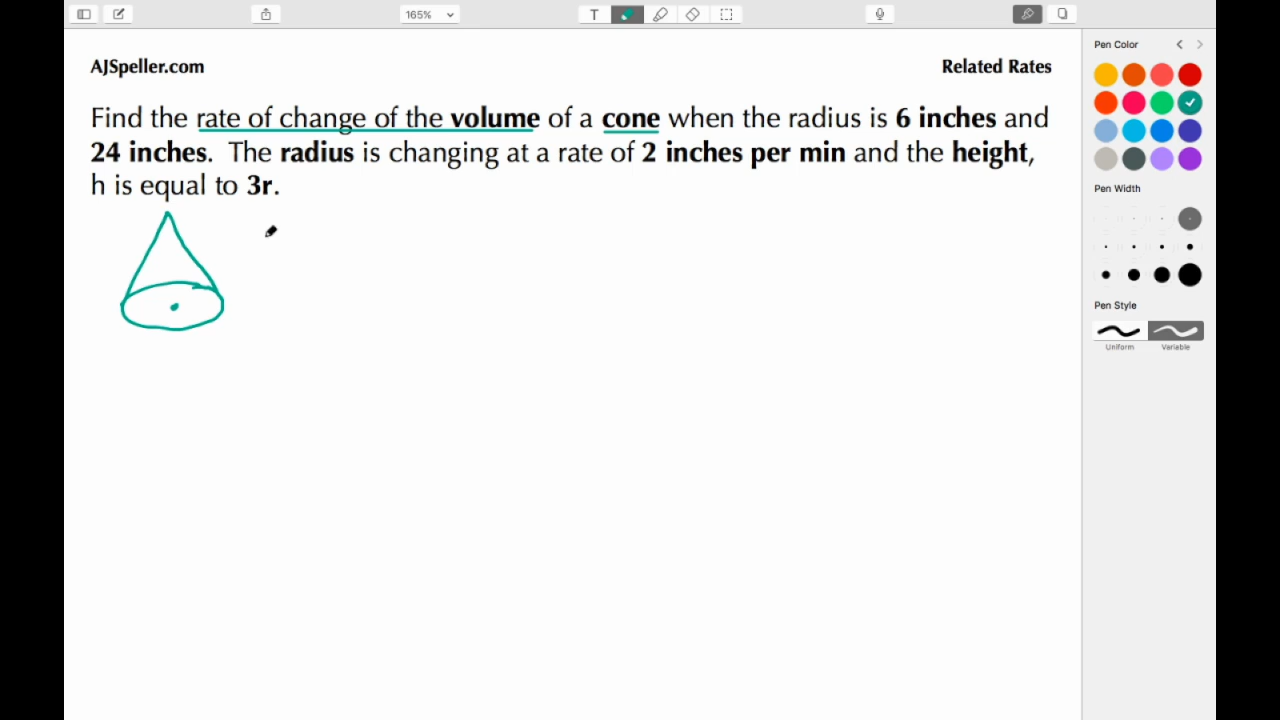 165%
T
Pen Color
AJSpeller.com
Related Rates
Find the rate of change of the volume of a cone when the radius is 6 inches and
24 inches. The radius is changing at a rate of 2 inches per min and the height,
h is equal to 3r.
Pen Width
Pen Style
Uniform
Variable